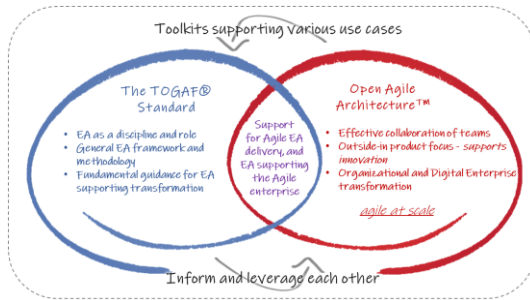 Toolkits supporting various use cases
The TOGAF®
Standard
• EA as a discipline and role
• General EA framework and
methodology
• Fundamental guidance for EA
supporting transformation
Support
for Agile EA
delivery, and
EA supporting
the Agile
enterprise
Open Agile
Architecture™
• Effective collaboration of teams
• Outside-in product focus - supports
innovation
• Organizational and Digital Enterprise
transformation
agile at scale
Inform and leverage each other